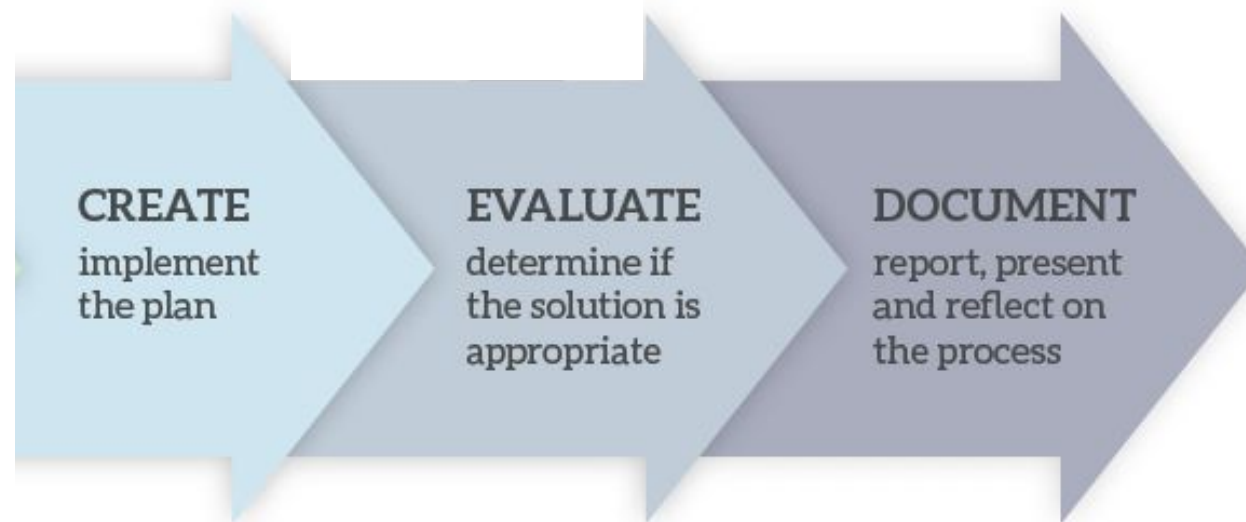 CREATE
implement
the plan
EVALUATE
determine if
the solution is
appropriate
DOCUMENT
report, present
and reflect on
the process